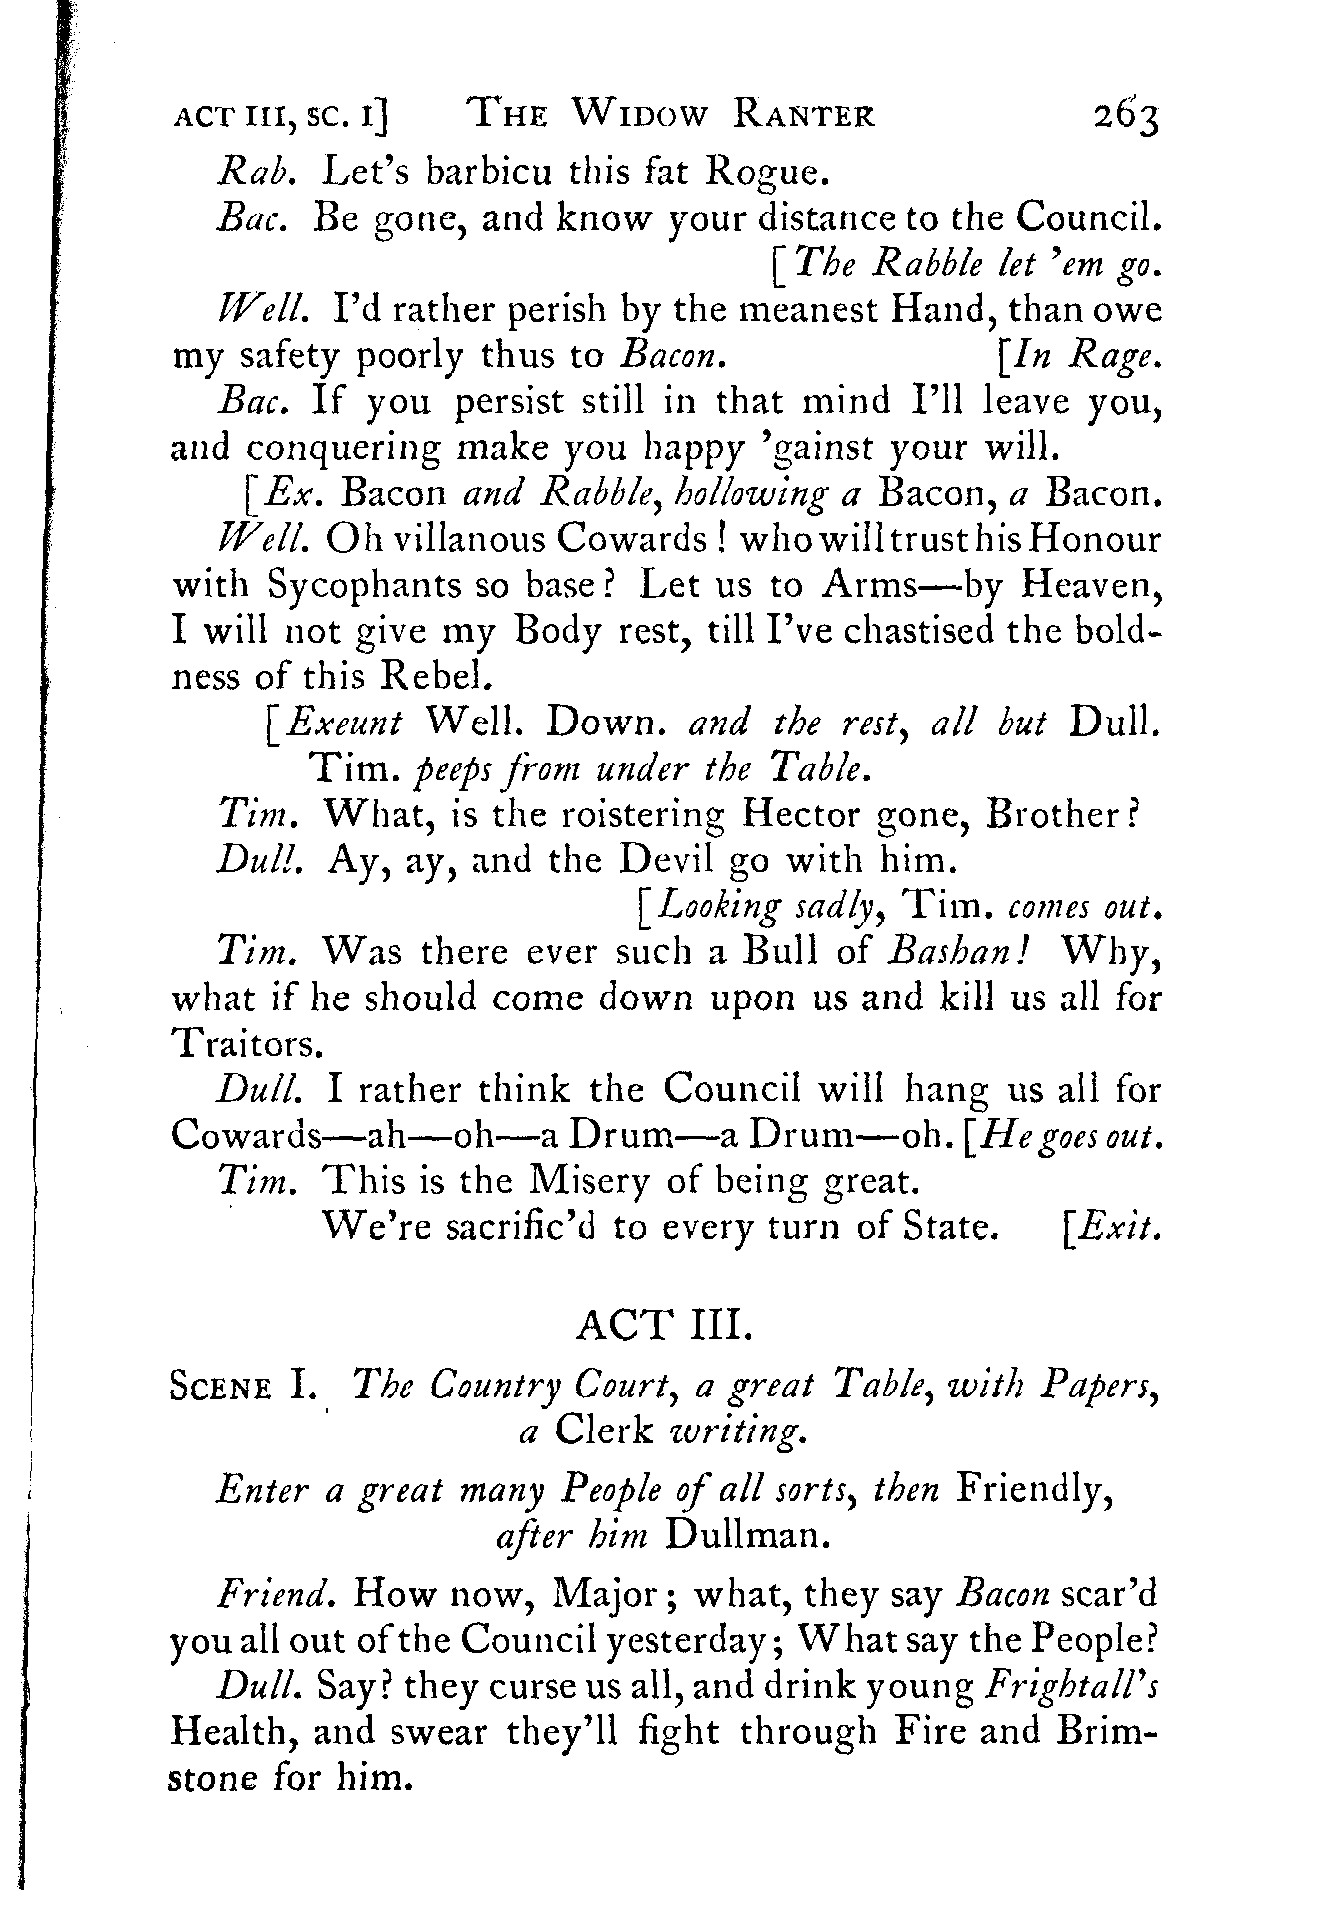 ACT III, SC. I] THE WIDOW RANTER 263
Rab. Let's barbicu this fat Rogue.
Bac. Be gone, and know your distance to the Council.
[The Rabble let 'em go.
Well. I'd rather perish by the meanest Hand, than owe
my safety poorly thus to Bacon. [In Rage.
Bac. If you persist still in that mind I'll leave you,
and conquering make you happy 'gainst your will.
[Ex. Bacon and Rabble, hollowing a Bacon, a Bacon.
Well. Oh villanous Cowards! who will trust his Honour
with Sycophants so base? Let us to Arms—by Heaven,
I will not give my Body rest, till I've chastised the bold-
ness of this Rebel.
[Exeunt Well. Down. and the rest, all but Dull.
Tim. peeps from under the Table.
Tim. What, is the roistering Hector gone, Brother?
Dull. Ay, ay, and the Devil go with him.
[Looking sadly, Tim. comes out.
Tim. Was there ever such a Bull of Bashan! Why,
what if he should come down upon us and kill us all for
Traitors.
Dull. I rather think the Council will hang us all for
Cowards—ah—oh—a Drum—a Drum—oh. [He goes out.
Tim. This is the Misery of being great.
We're sacrific'd to every turn of State. [Exit.
ACT III.
SCENE I. The Country Court, a great Table, with Papers,
a Clerk writing.
Enter a great many People of all sorts, then Friendly,
after him Dullman.
Friend. How now, Major; what, they say Bacon scar'd
you all out of the Council yesterday; What say the People?
Dull. Say? they curse us all, and drink young Frightall's
Health, and swear they'll fight through Fire and Brim-
stone for him.